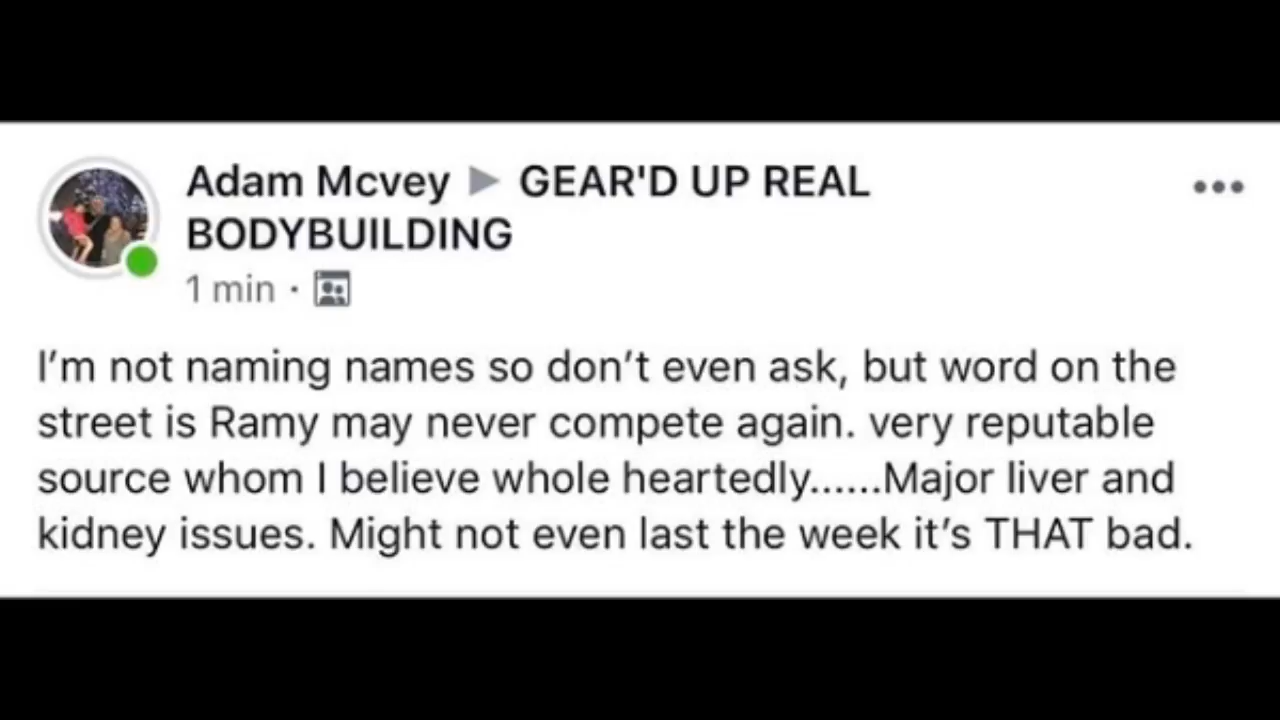 Adam Mcvey ▶ GEAR'D UP REAL
BODYBUILDING
1 min ·
I’m not naming names so don’t even ask, but word on the
street is Ramy may never compete again. very reputable
source whom I believe whole heartedly......Major liver and
kidney issues. Might not even last the week it’s THAT bad.